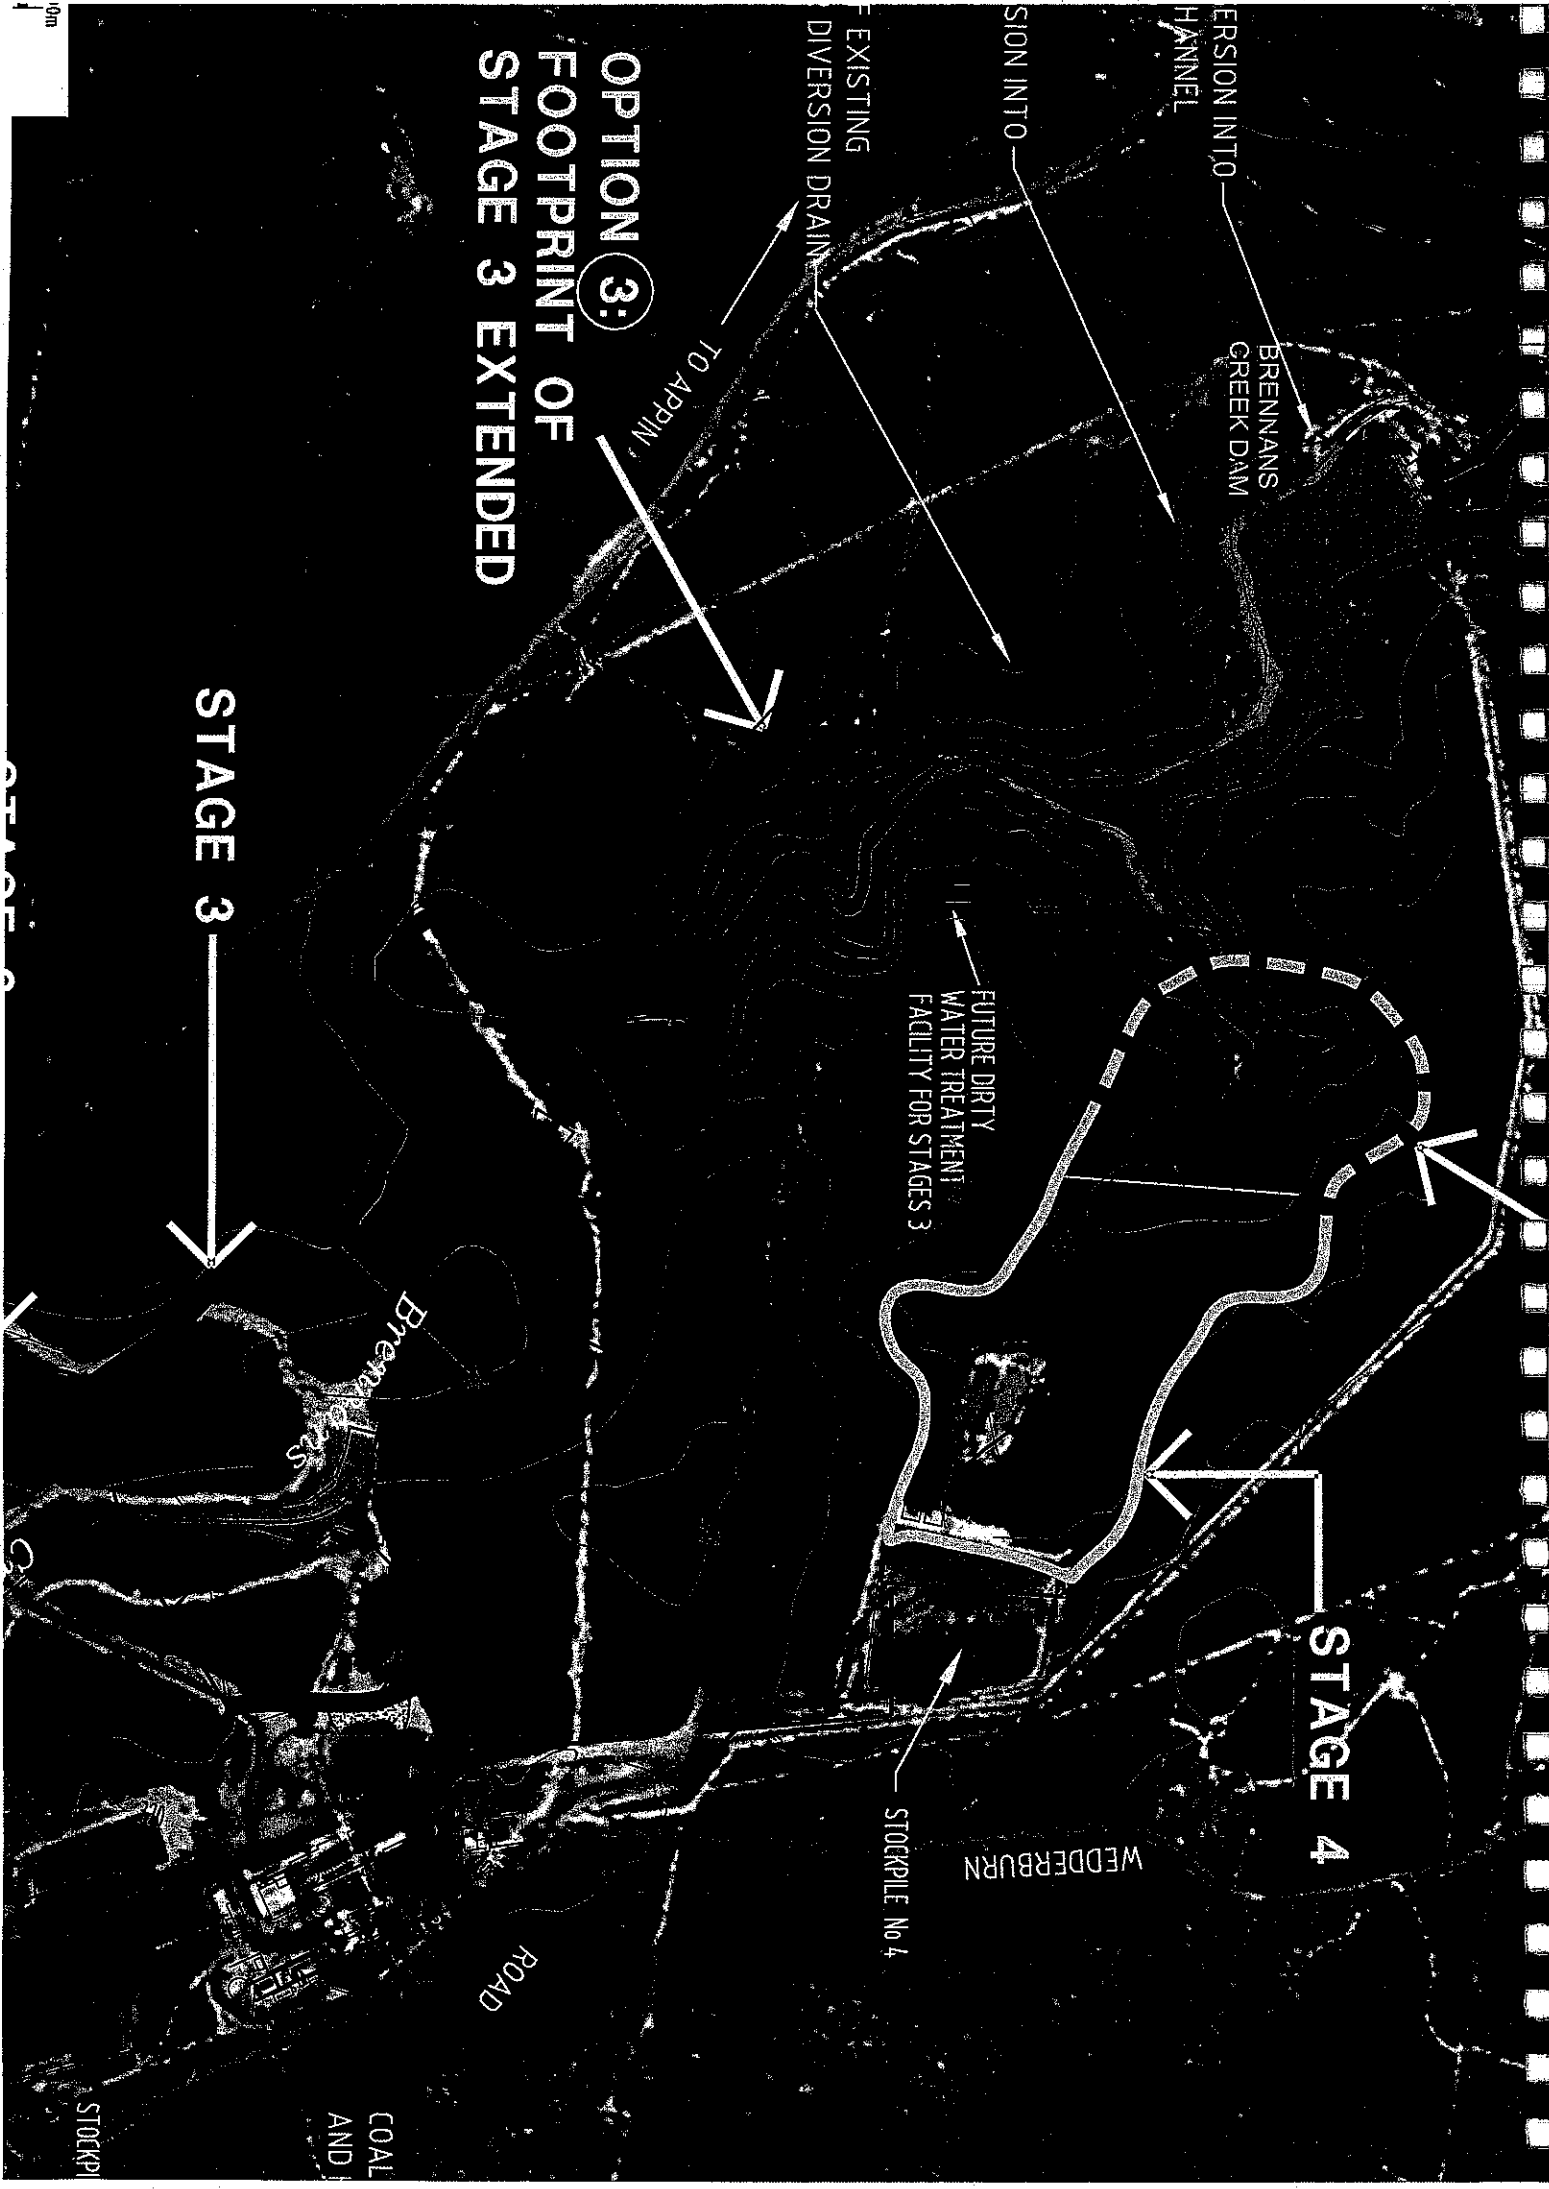 ERSION INTO
HANNEL
SION INTO
F EXISTING
DIVERSION DRAIN
BRENNANS
CREEK DAM
OPTION 3:
FOOTPRINT OF
STAGE 3 EXTENDED
TO APPIN
FUTURE DIRTY
WATER TREATMENT
FACILITY FOR STAGES 3
STAGE 4
STAGE 3
Brennans
C
STOCKPILE No 4
WEDDERBURN
ROAD
COAL
AND
STOCKPI
0m